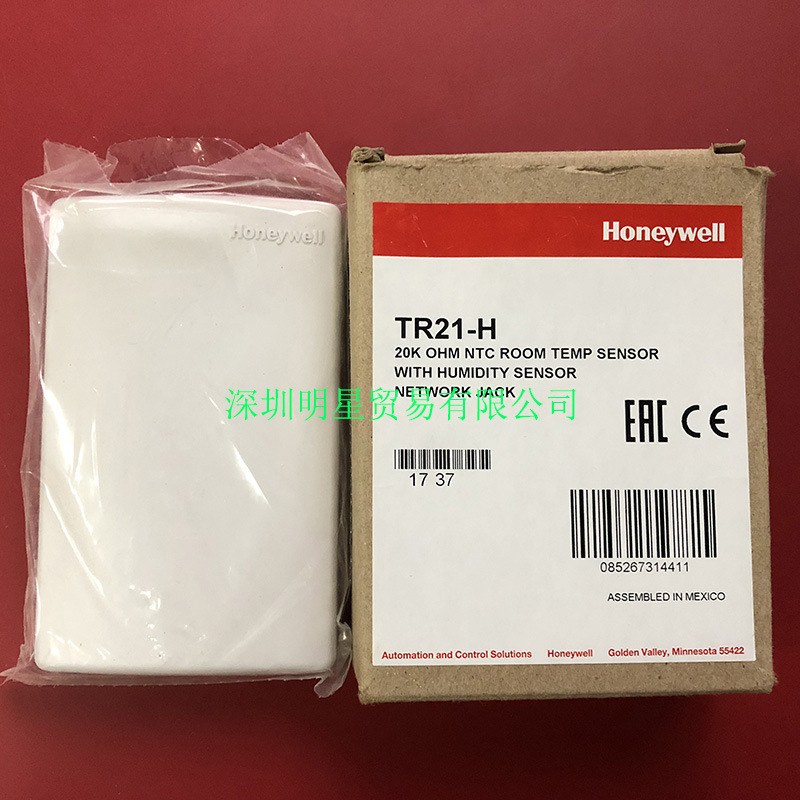 Honeywell
Honeywell
TR21-H
20K OHM NTC ROOM TEMP SENSOR
WITH HUMIDITY SENSOR
NETWORK JACK
深圳明星贸易有限公司
EAC CE
17 37
085267314411
ASSEMBLED IN MEXICO
Automation and Control Solutions Honeywell Golden Valley, Minnesota 55422